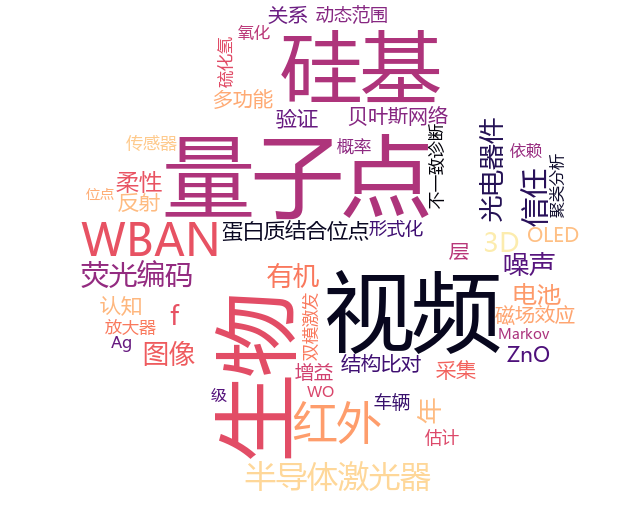 关系
动态范围
氧化
硅基
硫化氢
多功能
验证
贝叶斯网络
传感器
量子点
概率
不一致诊断
光电器件
依赖
聚类分析
位点
柔性
反射
信任
WBAN
蛋白质结合位点
形式化
层
3D
OLED
荧光编码
有机
噪声
认知
f
视频
电池
放大器
双模激发
磁场效应
Ag
图像
生物
Markov
结构比对
ZnO
增益
采集
级
WO
车辆
红外
件
估计
半导体激光器